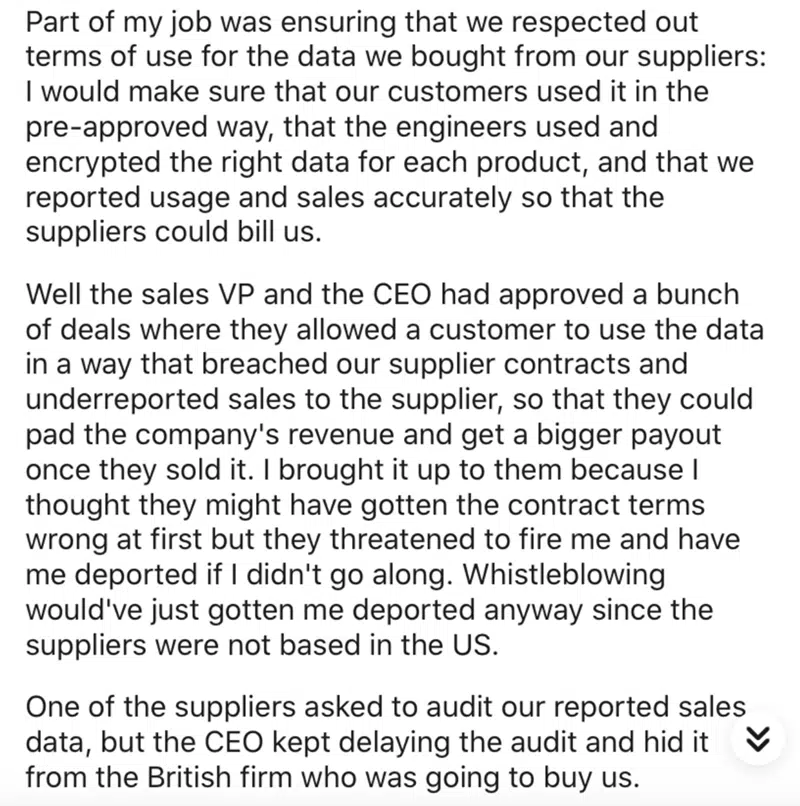 Part of my job was ensuring that we respected out
terms of use for the data we bought from our suppliers:
I would make sure that our customers used it in the
pre-approved way, that the engineers used and
encrypted the right data for each product, and that we
reported usage and sales accurately so that the
suppliers could bill us.
Well the sales VP and the CEO had approved a bunch
of deals where they allowed a customer to use the data
in a way that breached our supplier contracts and
underreported sales to the supplier, so that they could
pad the company's revenue and get a bigger payout
once they sold it. I brought it up to them because I
thought they might have gotten the contract terms
wrong at first but they threatened to fire me and have
me deported if I didn't go along. Whistleblowing
would've just gotten me deported anyway since the
suppliers were not based in the US.
One of the suppliers asked to audit our reported sales
data, but the CEO kept delaying the audit and hid it
from the British firm who was going to buy us.